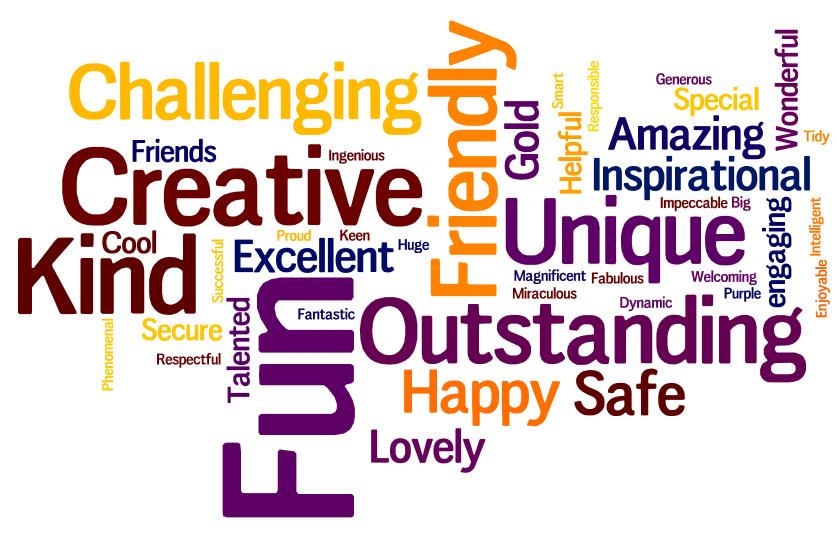 Challenging
Friendly
Gold
Smart
Helpful
Responsible
Generous
Special
Wonderful
Tidy
Amazing
Friends
Ingenious
Creative
Inspirational
Impeccable
Big
Unique
engaging
Intelligent
Enjoyable
Kind
Cool
Successful
Proud
Keen
Excellent
Huge
Magnificent
Fabulous
Welcoming
Miraculous
Purple
Dynamic
Phenomenal
Secure
Respectful
Talented
Fun
Fantastic
Outstanding
Happy
Safe
Lovely